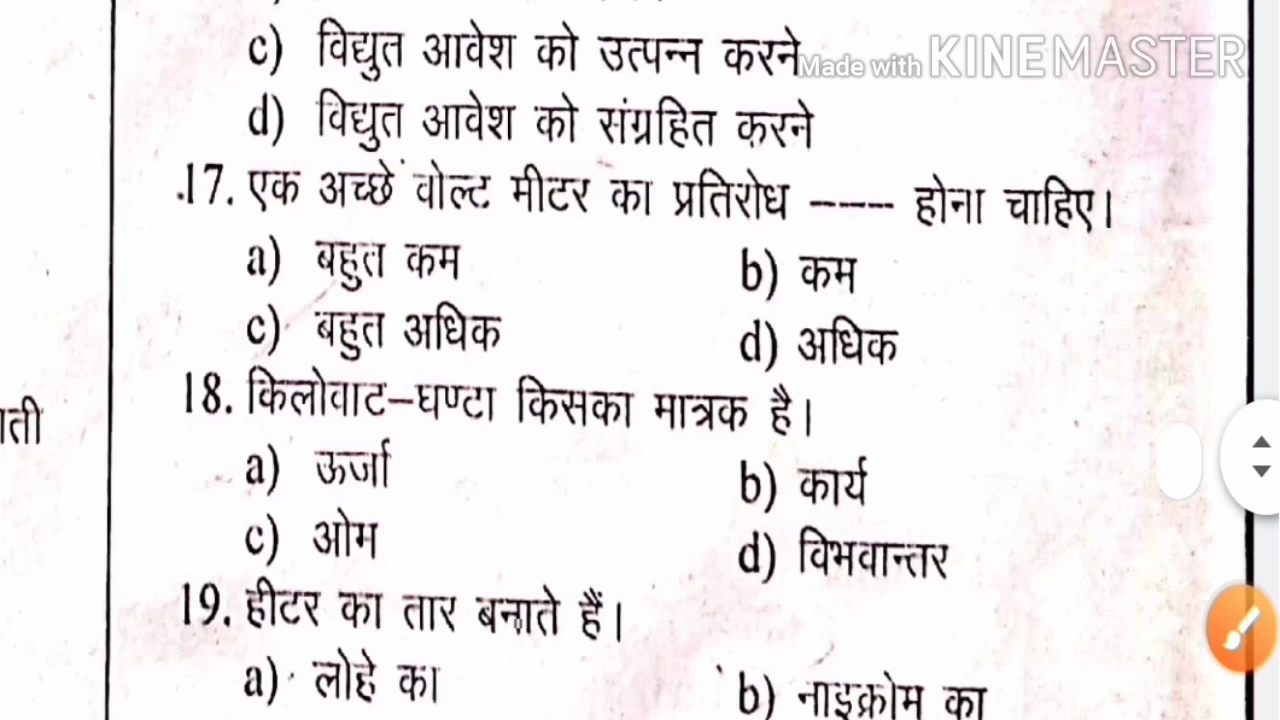 c) विद्युत आवेश को उत्पन्न करने
Made with KINEMASTER
d) विद्युत आवेश को संग्रहित करने
17. एक अच्छें वोल्ट मीटर का प्रतिरोध ---- होना चाहिए।
a) बहुत कम b) कम
c) बहुत अधिक d) अधिक
18. किलोवाट-घण्टा किसका मात्रक है।
a) ऊर्जा b) कार्य
c) ओम d) विभवान्तर
19. हीटर का तार बनाते हैं।
a) लोहे का b) नाइक्रोम का